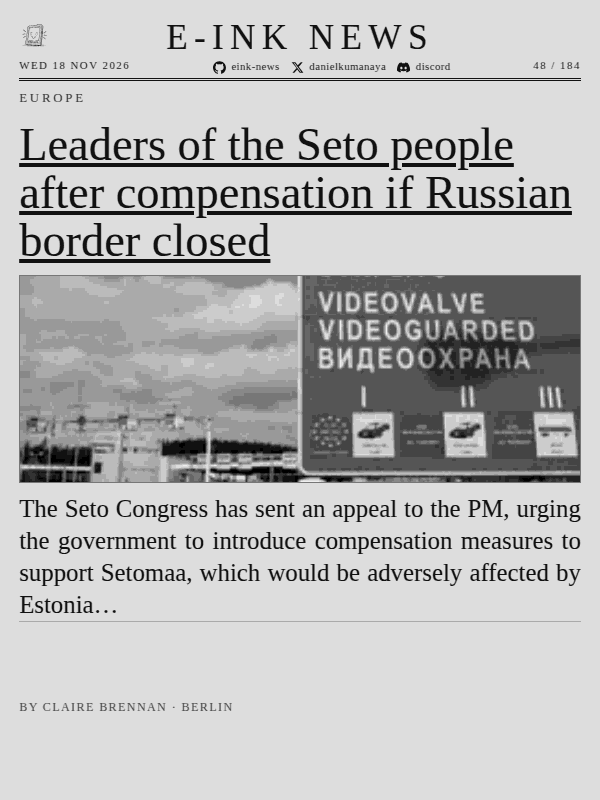 E-INK NEWS
WED 18 NOV 2026
eink-news
danielkumanaya
discord
48 / 184
EUROPE
Leaders of the Seto people
after compensation if Russian
border closed
VIDEOVALVE
VIDEOGUARDED
ВИДЕООХРАНА
I II III
The Seto Congress has sent an appeal to the PM, urging
the government to introduce compensation measures to
support Setomaa, which would be adversely affected by
Estonia…
BY CLAIRE BRENNAN · BERLIN